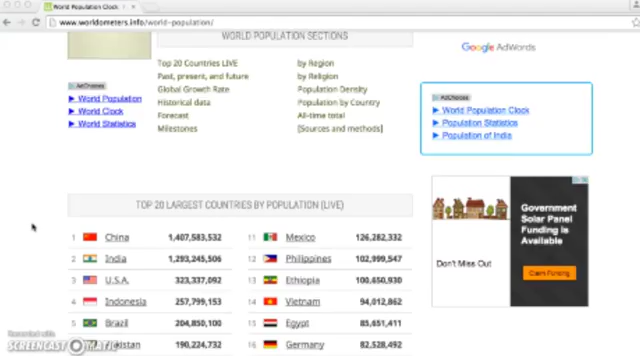 World Population Clock
www.worldometers.info/world-population/
WORLD POPULATION SECTIONS
Top 20 Countries LIVE
Past, present, and future
Global Growth Rate
Historical data
Forecast
Milestones
by Region
by Religion
Population Density
Population by Country
All-time total
[Sources and methods]
AdChoices
► World Population
► World Clock
► World Statistics
Google AdWords
AdChoices
► World Population Clock
► Population Statistics
► Population of India
TOP 20 LARGEST COUNTRIES BY POPULATION (LIVE)
1 China 1,407,583,532
2 India 1,293,245,506
3 U.S.A. 323,337,092
4 Indonesia 257,799,153
5 Brazil 204,850,100
190,224,732
11 Mexico 126,282,332
12 Philippines 102,999,547
13 Ethiopia 100,650,930
14 Vietnam 94,012,862
15 Egypt 85,651,411
16 Germany 82,528,492
Don't Miss Out
Government
Solar Panel
Funding is
Available
Claim Funding
Recorded with
SCREENCAST-O-MATIC